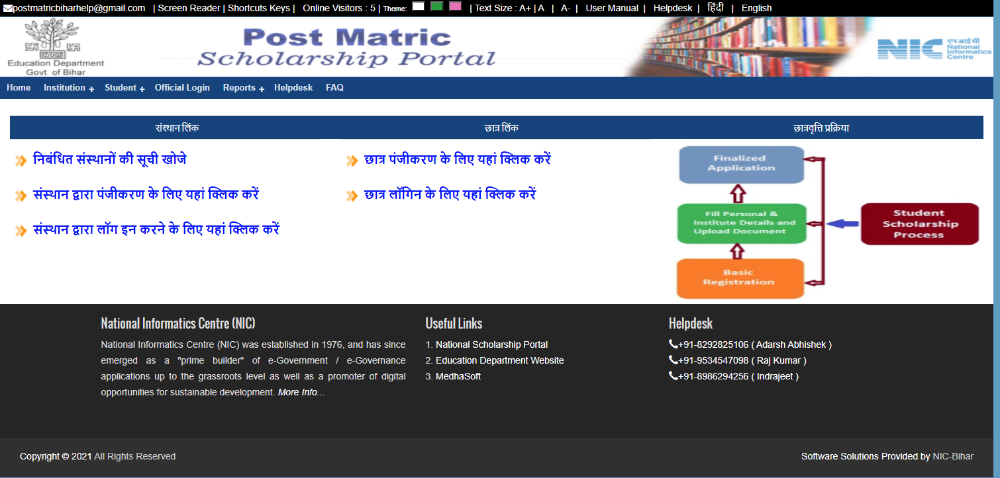 postmatricbiharhelp@gmail.com | Screen Reader | Shortcuts Keys | Online Visitors : 5 | Theme: | Text Size : A+ | A | A- | User Manual | Helpdesk | हिंदी | English
Education Department
Govt. of Bihar
Post Matric
Scholarship Portal
NIC
एन आई सी
National
Informatics
Centre
Home Institution + Student + Official Login Reports + Helpdesk FAQ
संस्थान लिंक
निबंधित संस्थानों की सूची खोजे
संस्थान द्वारा पंजीकरण के लिए यहां क्लिक करें
संस्थान द्वारा लॉग इन करने के लिए यहां क्लिक करें
छात्र लिंक
छात्र पंजीकरण के लिए यहां क्लिक करें
छात्र लॉगिन के लिए यहां क्लिक करें
छात्रवृत्ति प्रक्रिया
Finalized
Application
Fill Personal &
Institute Details and
Upload Document
Basic
Registration
Student
Scholarship
Process
National Informatics Centre (NIC)
National Informatics Centre (NIC) was established in 1976, and has since
emerged as a "prime builder" of e-Government / e-Governance
applications up to the grassroots level as well as a promoter of digital
opportunities for sustainable development. More Info...
Useful Links
1. National Scholarship Portal
2. Education Department Website
3. MedhaSoft
Helpdesk
+91-8292825106 ( Adarsh Abhishek )
+91-9534547098 ( Raj Kumar )
+91-8986294256 ( Indrajeet )
Copyright © 2021 All Rights Reserved
Software Solutions Provided by NIC-Bihar